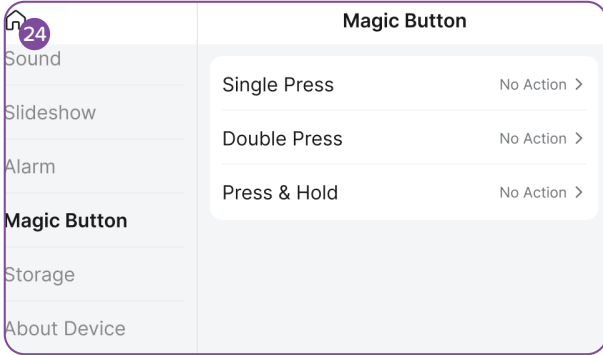 24
Magic Button
Sound
Slideshow
Alarm
Magic Button
Storage
About Device
Single Press No Action >
Double Press No Action >
Press & Hold No Action >